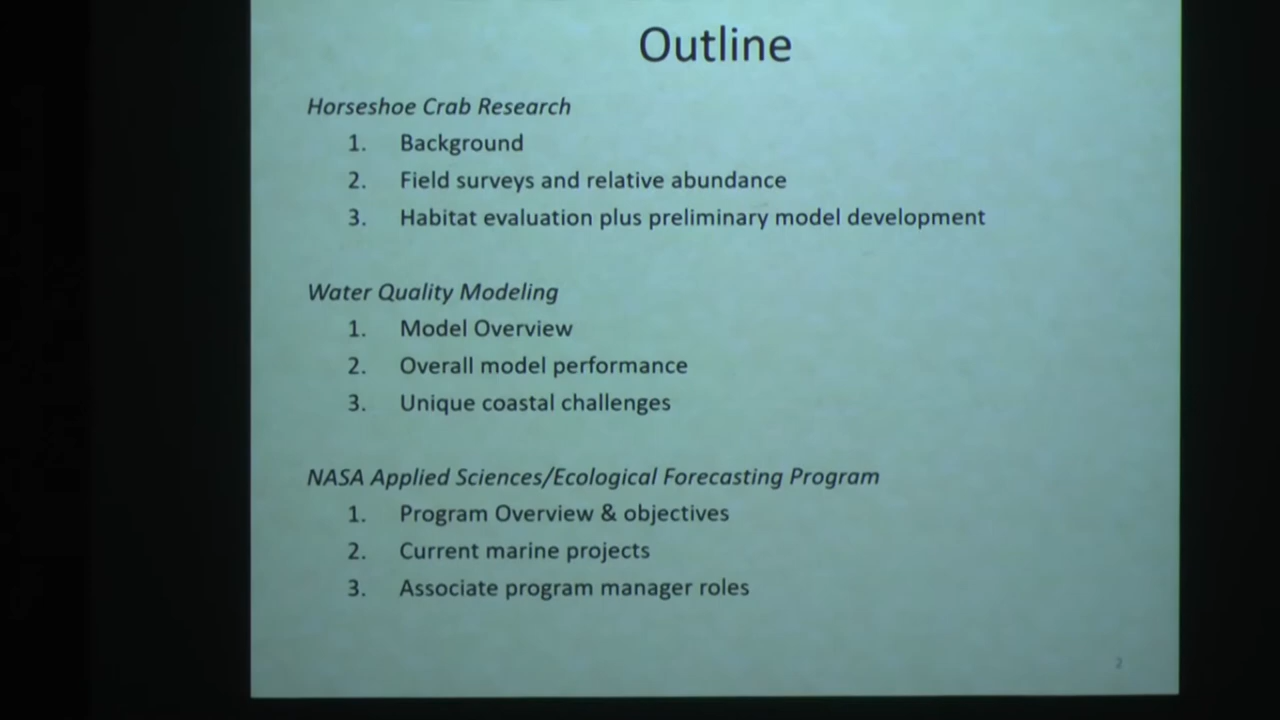 Outline
Horseshoe Crab Research
1. Background
2. Field surveys and relative abundance
3. Habitat evaluation plus preliminary model development
Water Quality Modeling
1. Model Overview
2. Overall model performance
3. Unique coastal challenges
NASA Applied Sciences/Ecological Forecasting Program
1. Program Overview & objectives
2. Current marine projects
3. Associate program manager roles
2